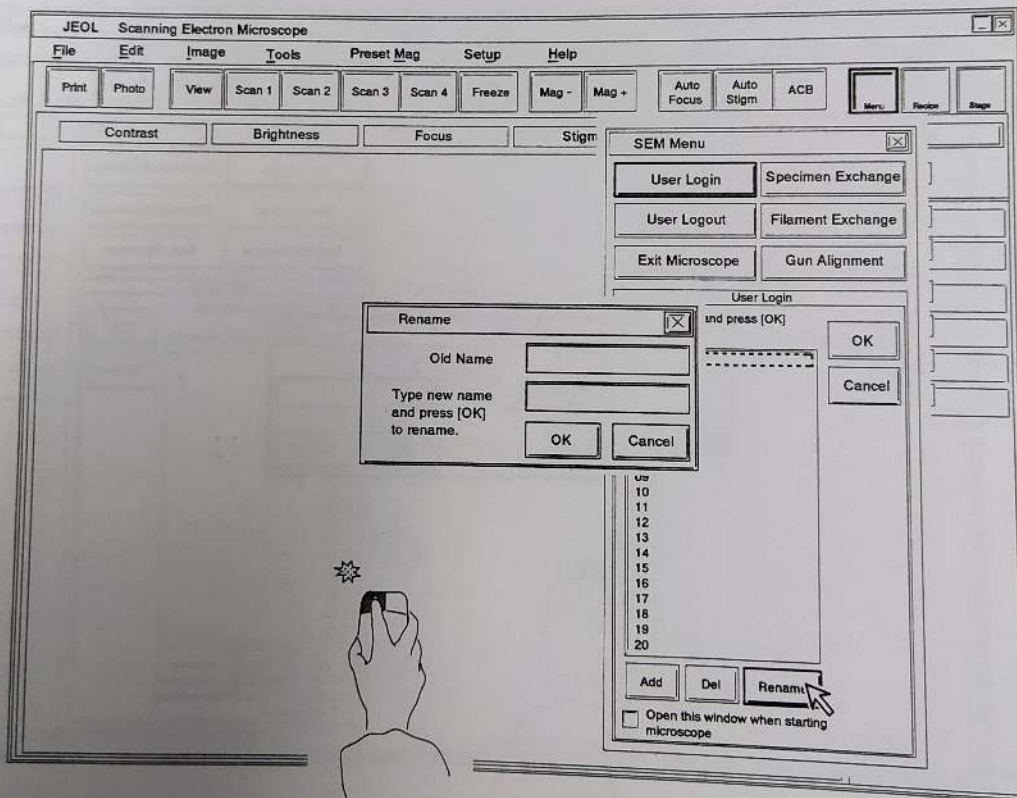 JEOL Scanning Electron Microscope
File Edit Image Tools Preset Mag Setup Help
Print Photo View Scan 1 Scan 2 Scan 3 Scan 4 Freeze Mag - Mag + Auto Focus Auto Stigm ACB Menu Recipe Stage
Contrast Brightness Focus Stigm
SEM Menu
User Login Specimen Exchange
User Logout Filament Exchange
Exit Microscope Gun Alignment
User Login
and press [OK]
OK
Cancel
Rename
Old Name
Type new name
and press [OK]
to rename.
OK Cancel
09
10
11
12
13
14
15
16
17
18
19
20
Add Del Rename
Open this window when starting
microscope